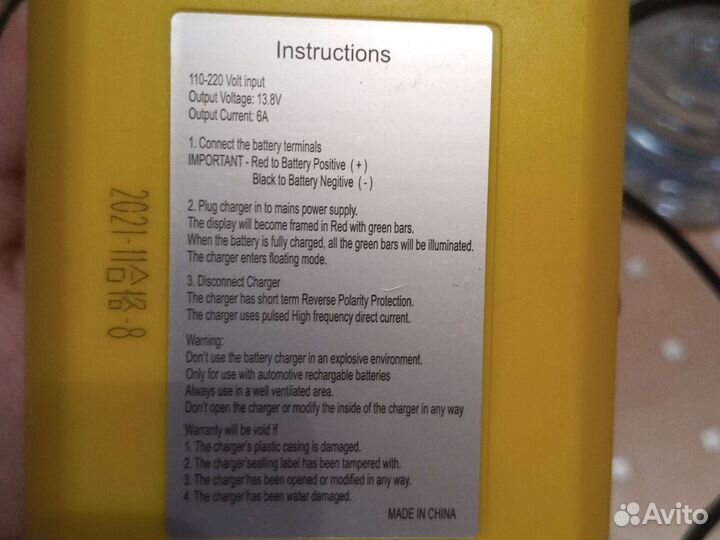 Instructions
110-220 Volt input
Output Voltage: 13.8V
Output Current: 6A
1. Connect the battery terminals
IMPORTANT - Red to Battery Positive ( + )
Black to Battery Negitive ( - )
2. Plug charger in to mains power supply.
The display will become framed in Red with green bars.
When the battery is fully charged, all the green bars will be illuminated.
The charger enters floating mode.
3. Disconnect Charger
The charger has short term Reverse Polarity Protection.
The charger uses pulsed High frequency direct current.
Warning:
Don't use the battery charger in an explosive environment.
Only for use with automotive rechargable batteries
Always use in a well ventilated area.
Don't open the charger or modify the inside of the charger in any way
Warranty will be void if
1. The charger's plastic casing is damaged.
2. The charger'sealling label has been tampered with.
3. The charger'has been opened or modified in any way.
4. The charger'has been water damaged.
MADE IN CHINA
2021-11合格-8
Avito